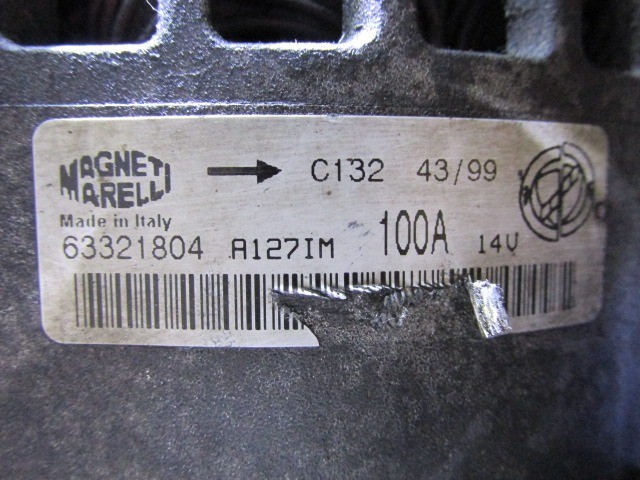 MAGNETI MARELLI C132 43/99
Made in Italy
63321804 A127IM 100A 14V